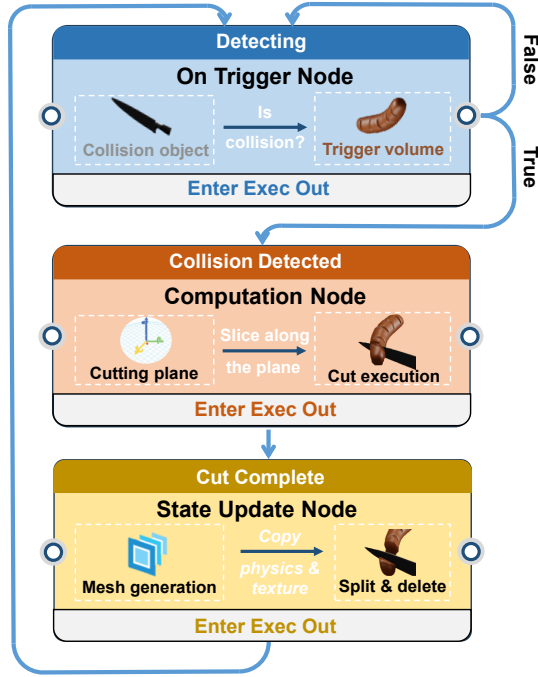 Detecting
On Trigger Node
Is
collision?
Collision object
Trigger volume
Enter Exec Out
False
True
Collision Detected
Computation Node
Slice along
the plane
Cutting plane
Cut execution
Enter Exec Out
Cut Complete
State Update Node
Copy
physics &
texture
Mesh generation
Split & delete
Enter Exec Out